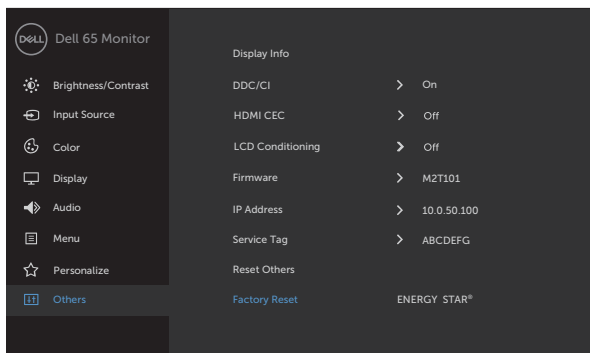 DELL Dell 65 Monitor
Display Info
Brightness/Contrast DDC/CI On
Input Source HDMI CEC Off
Color LCD Conditioning Off
Display Firmware M2T101
Audio IP Address 10.0.50.100
Menu Service Tag ABCDEFG
Personalize Reset Others
Others Factory Reset ENERGY STAR®